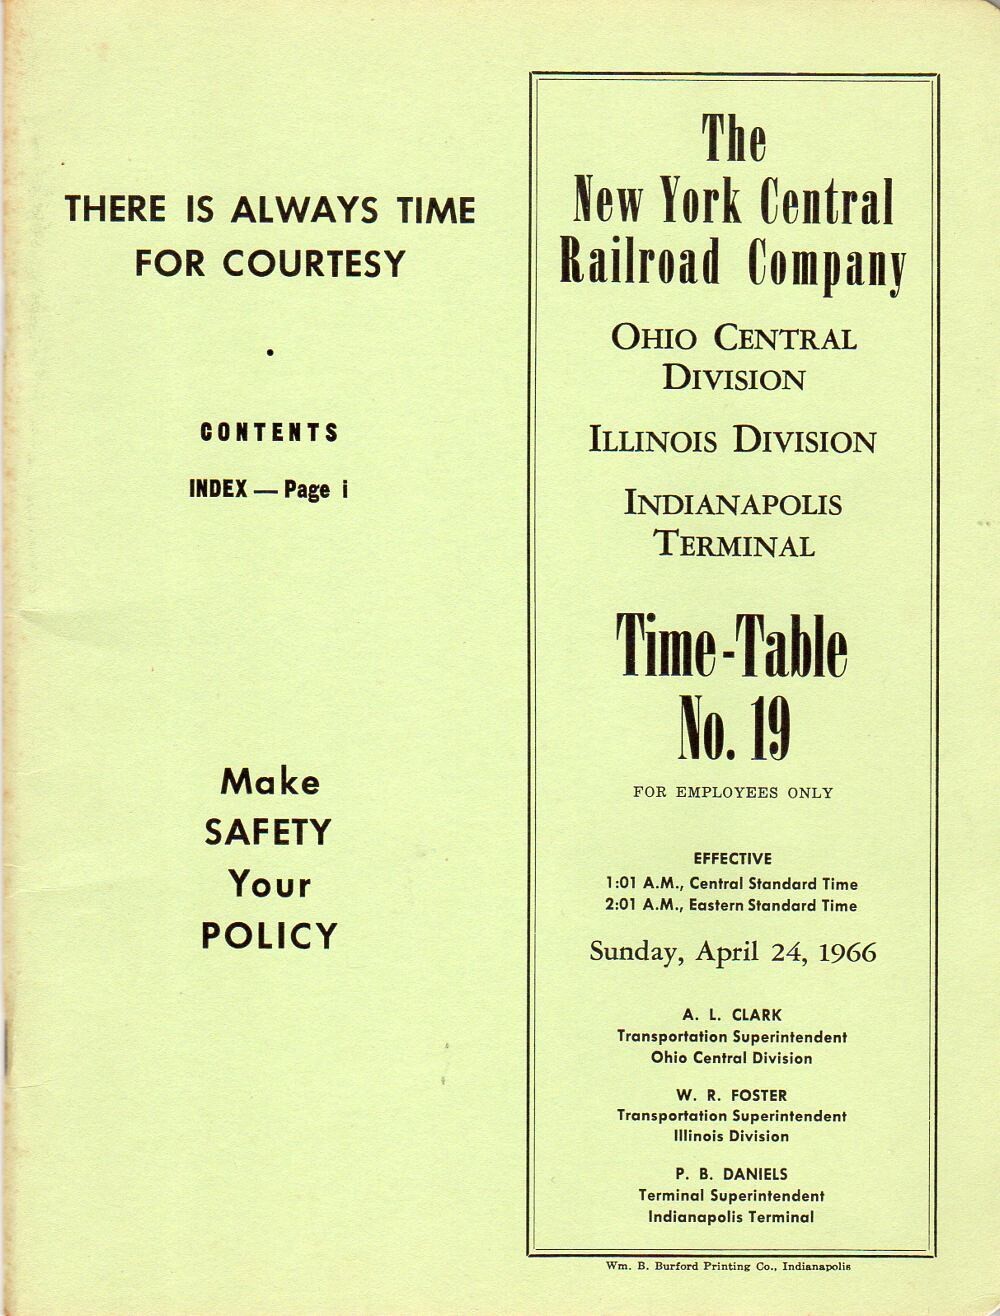 THERE IS ALWAYS TIME
FOR COURTESY
•
CONTENTS
INDEX — Page i
Make
SAFETY
Your
POLICY
The
New York Central
Railroad Company
OHIO CENTRAL
DIVISION
ILLINOIS DIVISION
INDIANAPOLIS
TERMINAL
Time-Table
No. 19
FOR EMPLOYEES ONLY
EFFECTIVE
1:01 A.M., Central Standard Time
2:01 A.M., Eastern Standard Time
Sunday, April 24, 1966
A. L. CLARK
Transportation Superintendent
Ohio Central Division
W. R. FOSTER
Transportation Superintendent
Illinois Division
P. B. DANIELS
Terminal Superintendent
Indianapolis Terminal
Wm. B. Burford Printing Co., Indianapolis